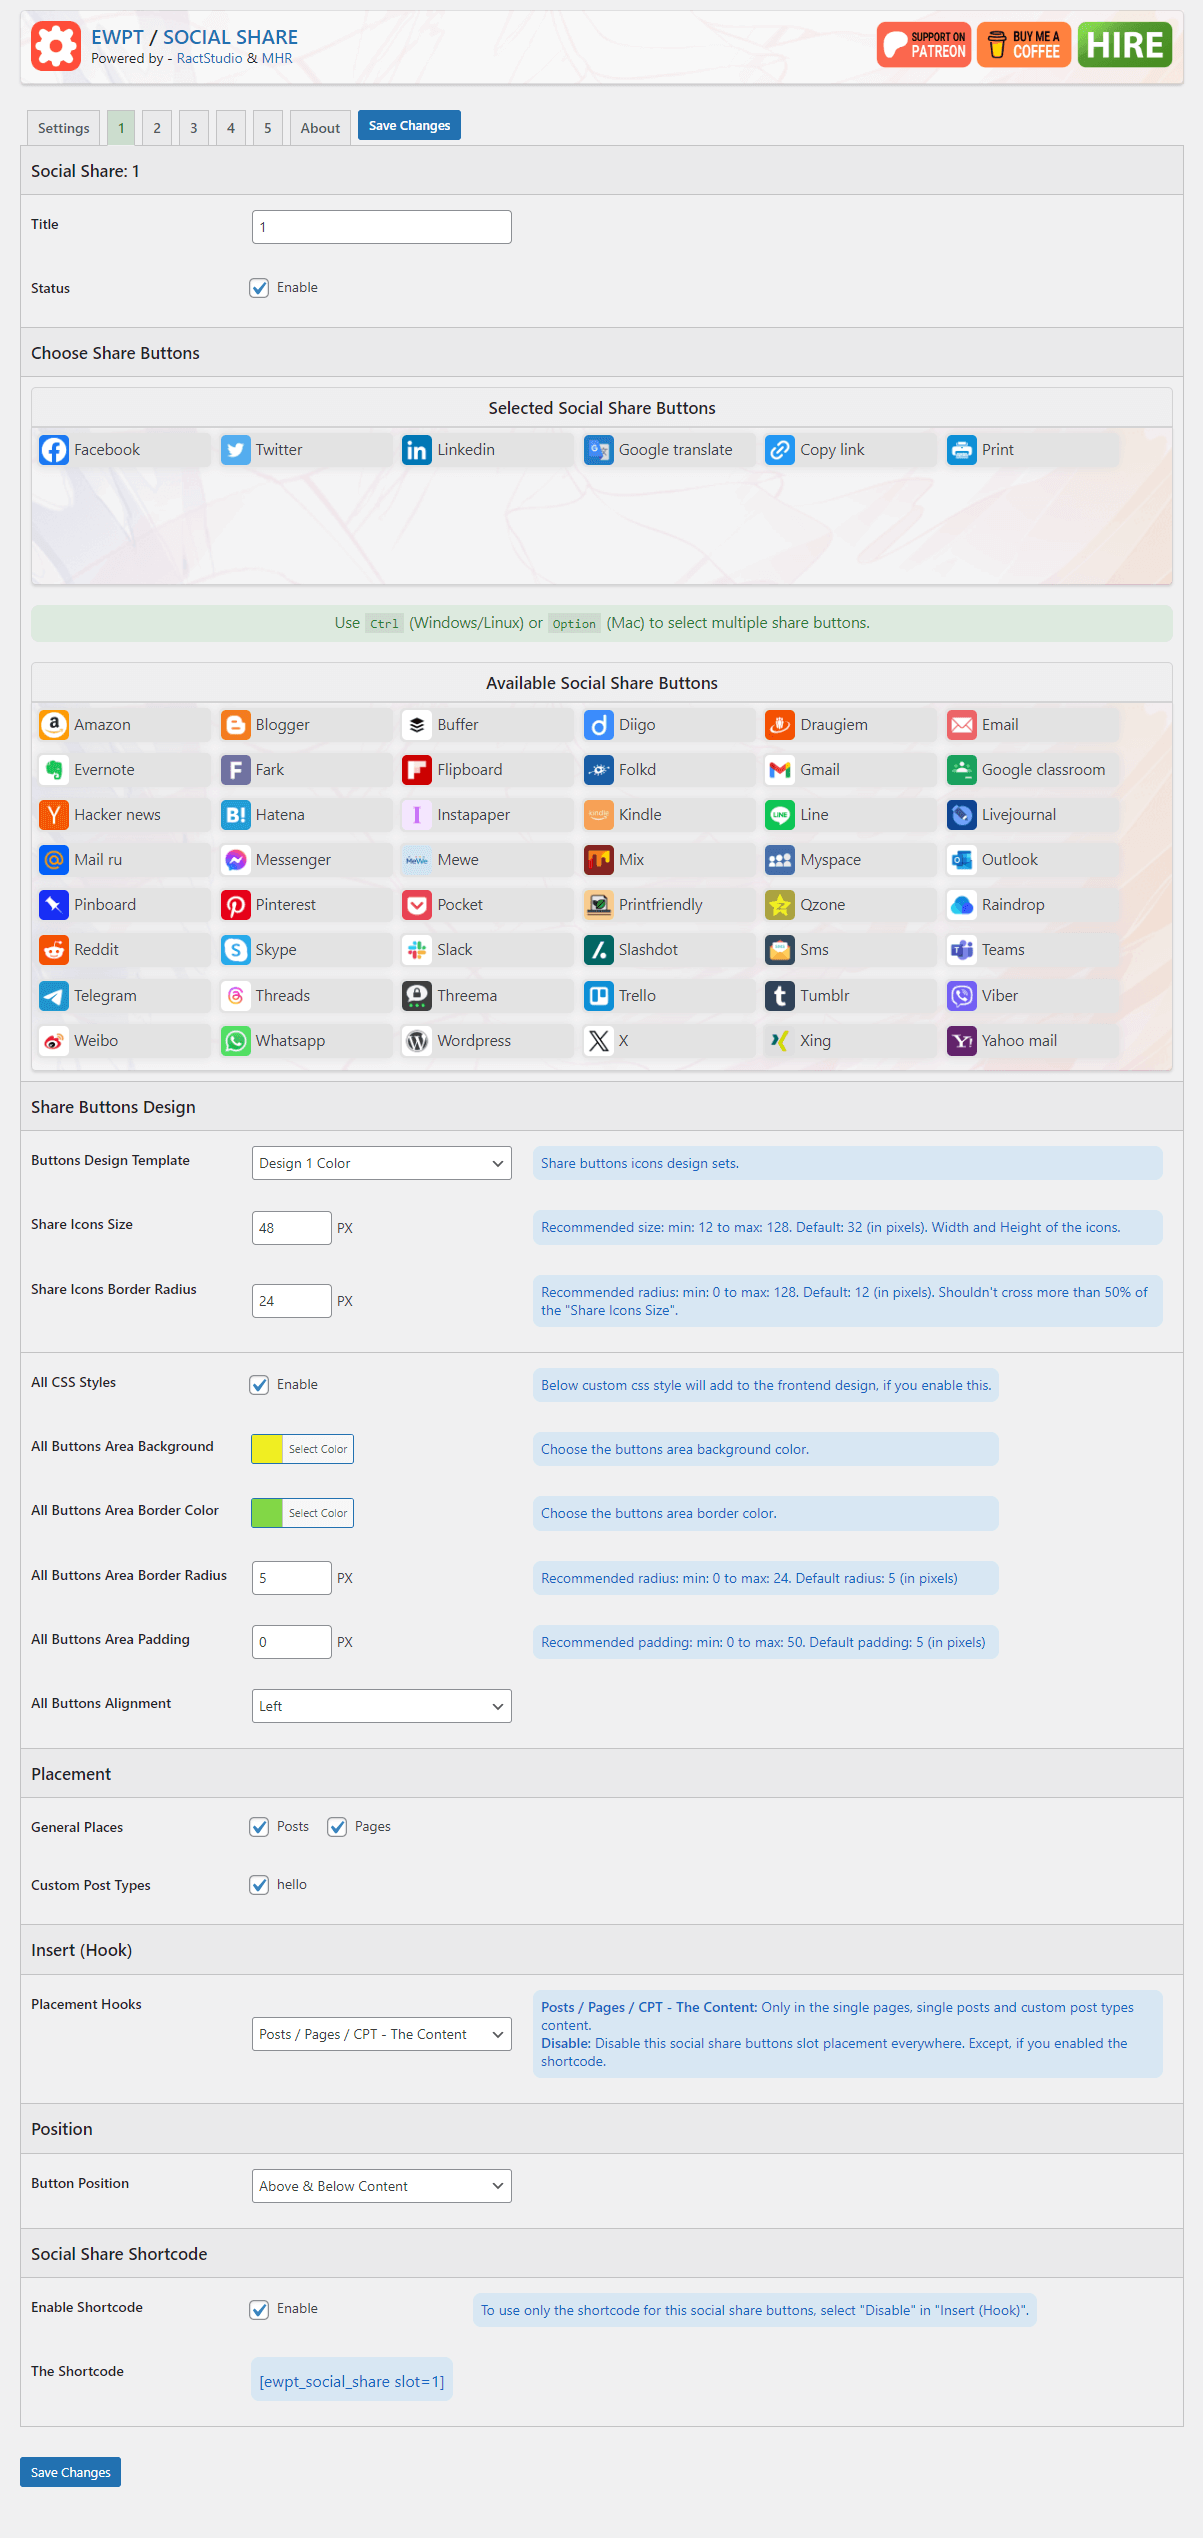 EWPT / SOCIAL SHARE
Powered by - RactStudio & MHR
SUPPORT ON
PATREON
BUY ME A
COFFEE
HIRE
Settings 1 2 3 4 5 About Save Changes
Social Share: 1
Title 1
Status Enable
Choose Share Buttons
Selected Social Share Buttons
Facebook Twitter Linkedin Google translate Copy link Print
Use Ctrl (Windows/Linux) or Option (Mac) to select multiple share buttons.
Available Social Share Buttons
Amazon Blogger Buffer Diigo Draugiem Email
Evernote Fark Flipboard Folkd Gmail Google classroom
Hacker news Hatena Instapaper Kindle Line Livejournal
Mail ru Messenger Mewe Mix Myspace Outlook
Pinboard Pinterest Pocket Printfriendly Qzone Raindrop
Reddit Skype Slack Slashdot Sms Teams
Telegram Threads Threema Trello Tumblr Viber
Weibo Whatsapp Wordpress X Xing Yahoo mail
Share Buttons Design
Buttons Design Template Design 1 Color Share buttons icons design sets.
Share Icons Size 48 PX Recommended size: min: 12 to max: 128. Default: 32 (in pixels). Width and Height of the icons.
Share Icons Border Radius 24 PX Recommended radius: min: 0 to max: 128. Default: 12 (in pixels). Shouldn't cross more than 50% of
the "Share Icons Size".
All CSS Styles Enable Below custom css style will add to the frontend design, if you enable this.
All Buttons Area Background Select Color Choose the buttons area background color.
All Buttons Area Border Color Select Color Choose the buttons area border color.
All Buttons Area Border Radius 5 PX Recommended radius: min: 0 to max: 24. Default radius: 5 (in pixels)
All Buttons Area Padding 0 PX Recommended padding: min: 0 to max: 50. Default padding: 5 (in pixels)
All Buttons Alignment Left
Placement
General Places Posts Pages
Custom Post Types hello
Insert (Hook)
Placement Hooks Posts / Pages / CPT - The Content
Posts / Pages / CPT - The Content: Only in the single pages, single posts and custom post types
content.
Disable: Disable this social share buttons slot placement everywhere. Except, if you enabled the
shortcode.
Position
Button Position Above & Below Content
Social Share Shortcode
Enable Shortcode Enable To use only the shortcode for this social share buttons, select "Disable" in "Insert (Hook)".
The Shortcode [ewpt_social_share slot=1]
Save Changes